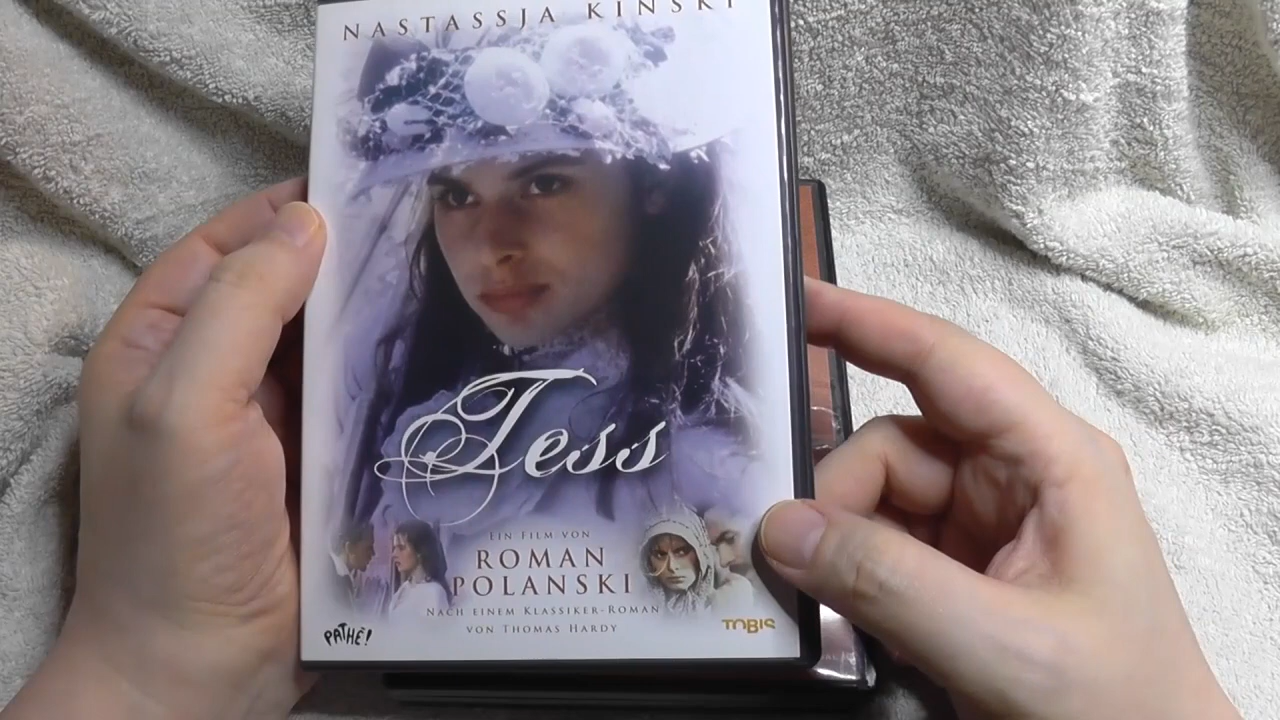 NASTASSJA KINSKI
Tess
EIN FILM VON
ROMAN
POLANSKI
NACH EINEM KLASSIKER-ROMAN
VON THOMAS HARDY
PATHÉ!
TOBIS